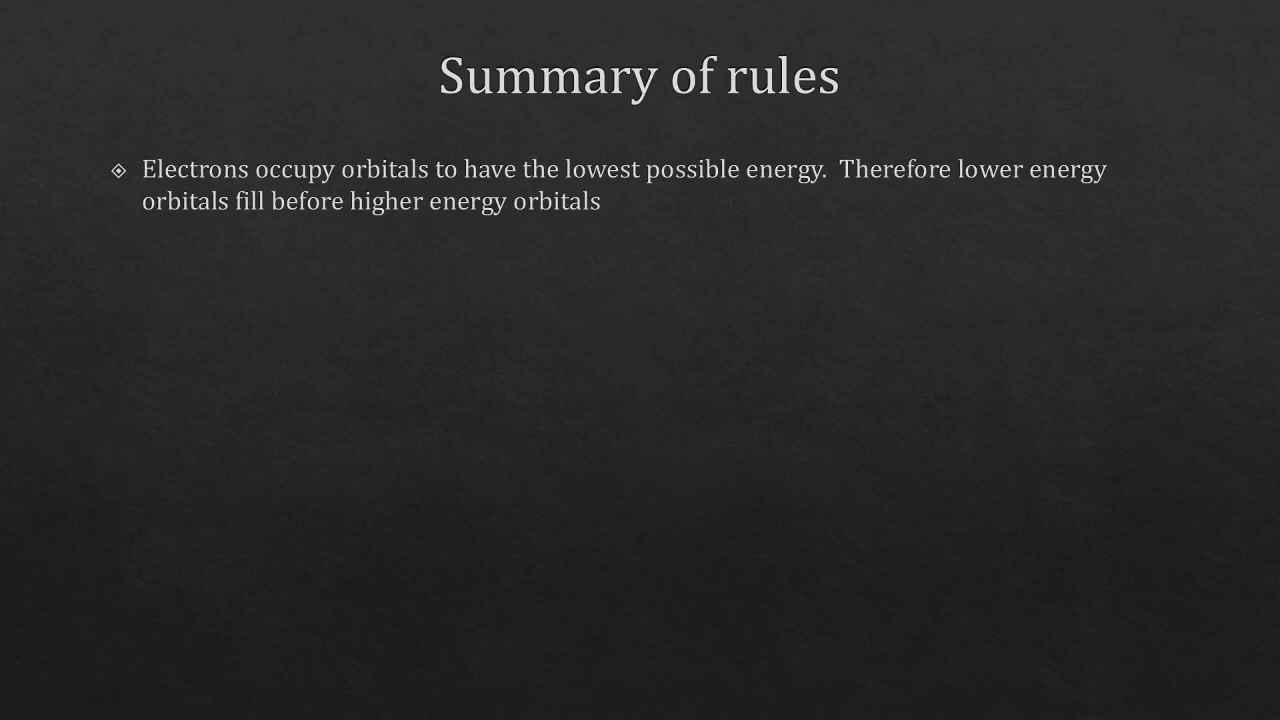 Summary of rules
Electrons occupy orbitals to have the lowest possible energy.  Therefore lower energy
orbitals fill before higher energy orbitals